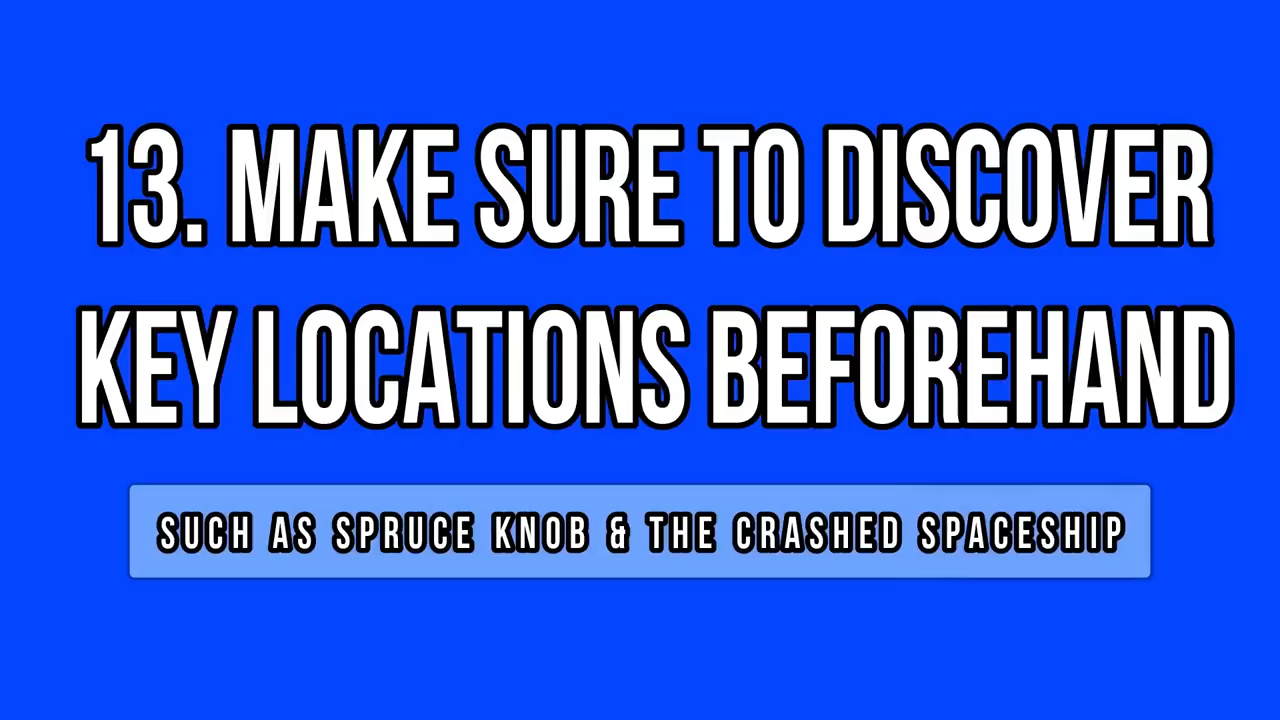 13. MAKE SURE TO DISCOVER
KEY LOCATIONS BEFOREHAND
SUCH AS SPRUCE KNOB & THE CRASHED SPACESHIP